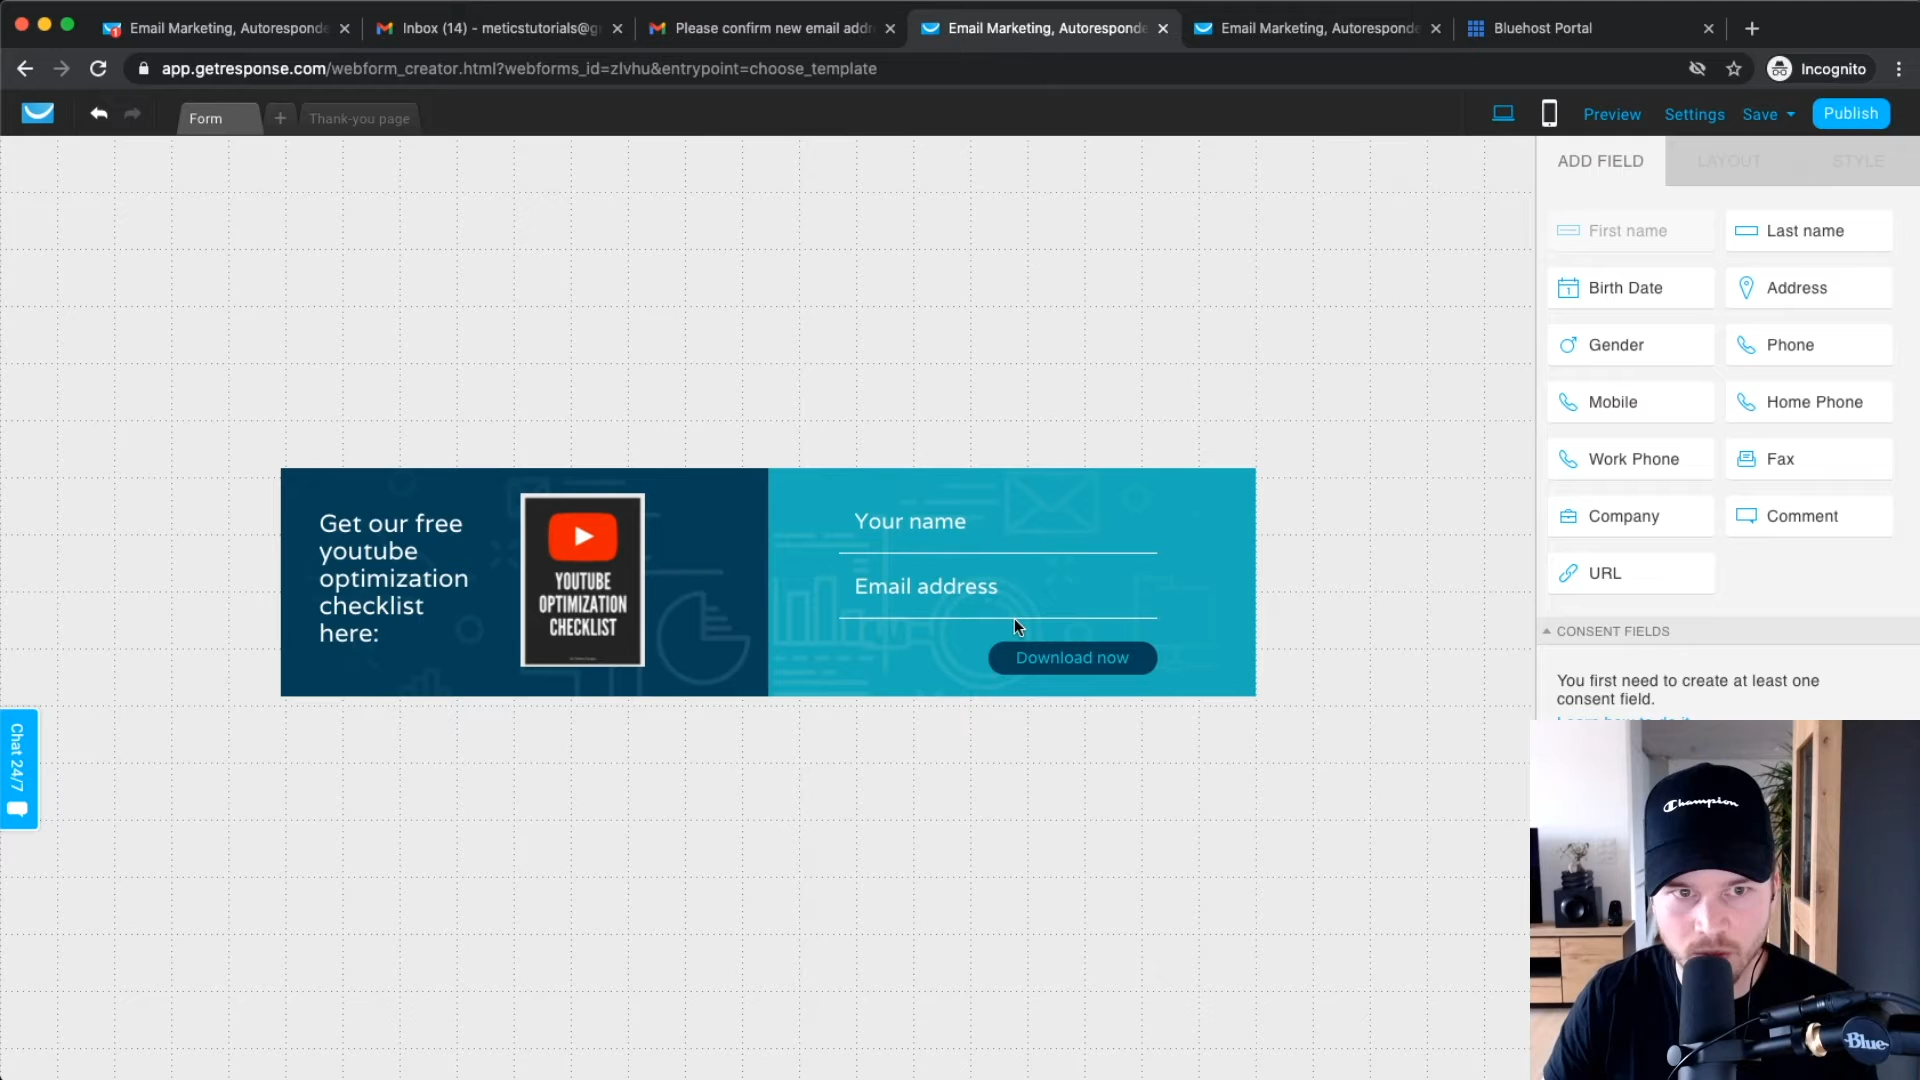 Email Marketing, Autoresponde
Inbox (14) - meticstutorials@g
Please confirm new email addr
Email Marketing, Autoresponde
Email Marketing, Autoresponde
Bluehost Portal
app.getresponse.com/webform_creator.html?webforms_id=zlvhu&entrypoint=choose_template
Incognito
Form
Thank-you page
Preview
Settings
Save
Publish
ADD FIELD
LAYOUT
STYLE
First name
Last name
Birth Date
Address
Gender
Phone
Mobile
Home Phone
Work Phone
Fax
Company
Comment
URL
CONSENT FIELDS
You first need to create at least one
consent field.
Get our free
youtube
optimization
checklist
here:
YOUTUBE
OPTIMIZATION
CHECKLIST
Your name
Email address
Download now
Chat 24/7
Champion
Blue